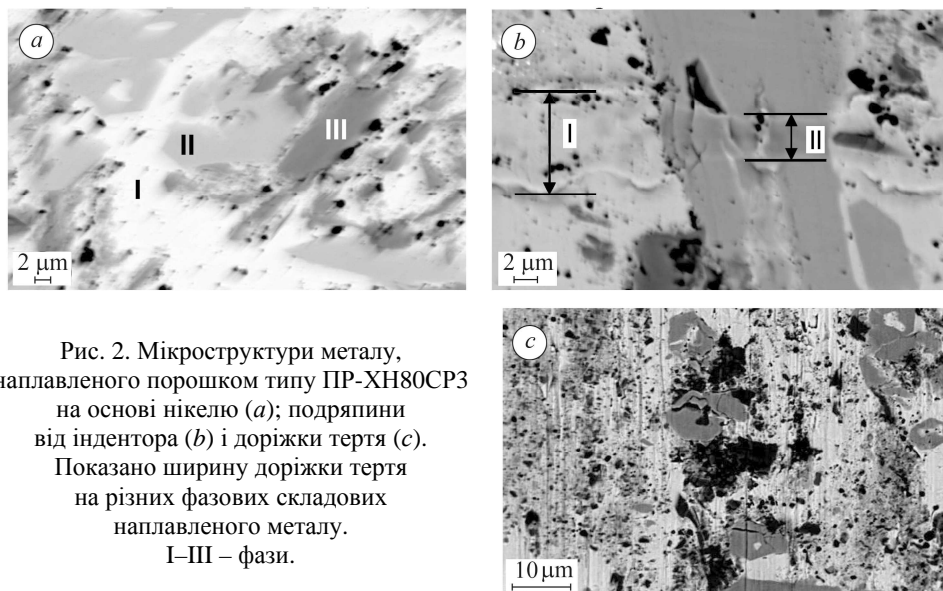 a
b
II
III
I
2 μm
I
II
2 μm
c
10 μm
Рис. 2. Мікроструктури металу,
наплавленого порошком типу ПР-ХН80СР3
на основі нікелю (a); подряпини
від індентора (b) і доріжки тертя (c).
Показано ширину доріжки тертя
на різних фазових складових
наплавленого металу.
I–III – фази.